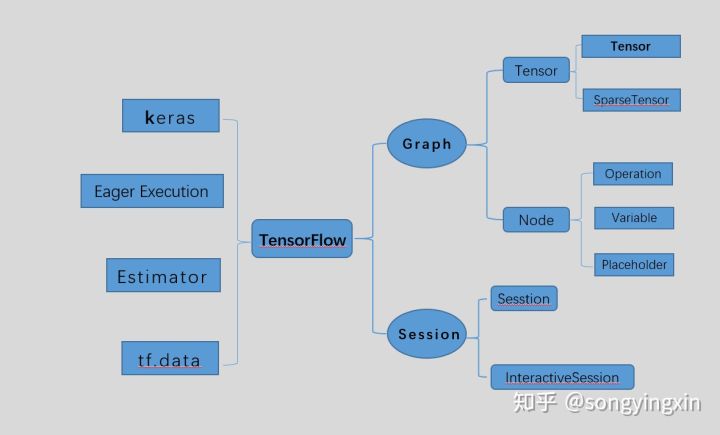 keras
Eager Execution
Estimator
tf.data
TensorFlow
Graph
Session
Tensor
Node
Tensor
SparseTensor
Operation
Variable
Placeholder
Sesstion
InteractiveSession
知乎 @songyingxin